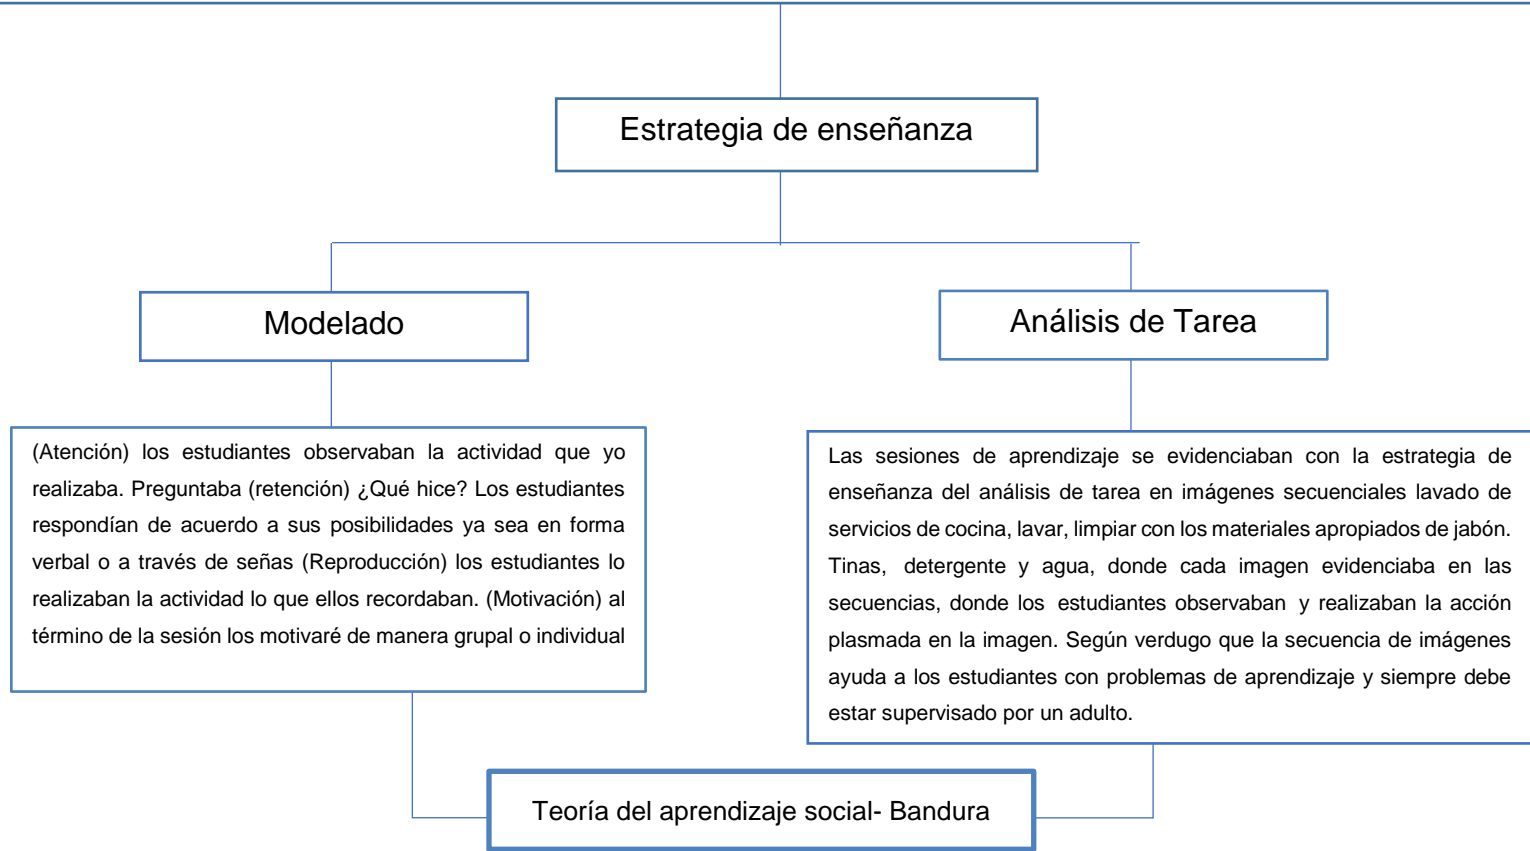 Estrategia de enseñanza
Modelado
Análisis de Tarea
(Atención) los estudiantes observaban la actividad que yo
realizaba. Preguntaba (retención) ¿Qué hice? Los estudiantes
respondían de acuerdo a sus posibilidades ya sea en forma
verbal o a través de señas (Reproducción) los estudiantes lo
realizaban la actividad lo que ellos recordaban. (Motivación) al
término de la sesión los motivaré de manera grupal o individual
Las sesiones de aprendizaje se evidenciaban con la estrategia de
enseñanza del análisis de tarea en imágenes secuenciales lavado de
servicios de cocina, lavar, limpiar con los materiales apropiados de jabón.
Tinas, detergente y agua, donde cada imagen evidenciaba en las
secuencias, donde los estudiantes observaban y realizaban la acción
plasmada en la imagen. Según verdugo que la secuencia de imágenes
ayuda a los estudiantes con problemas de aprendizaje y siempre debe
estar supervisado por un adulto.
Teoría del aprendizaje social- Bandura